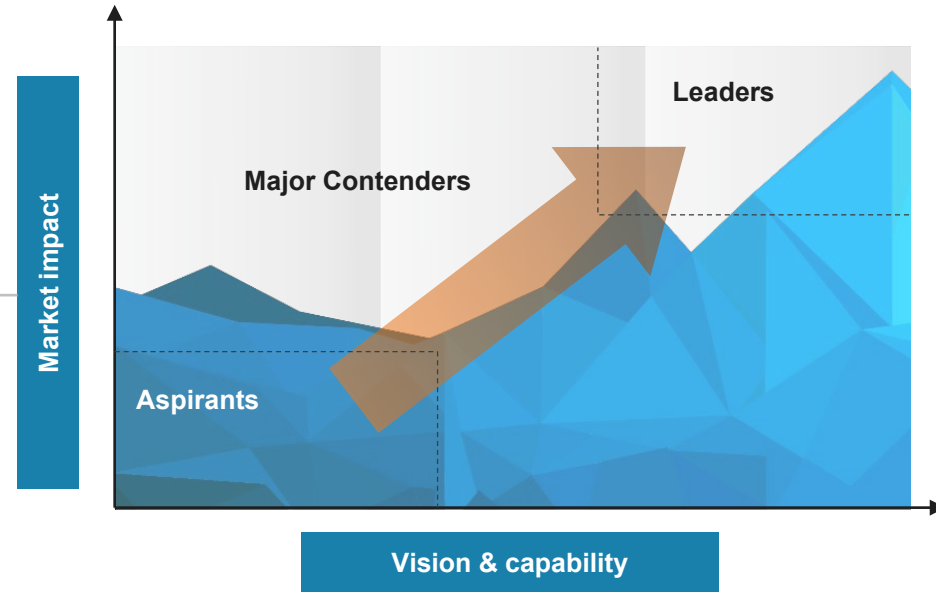 Leaders
Major Contenders
Market impact
Aspirants
Vision & capability